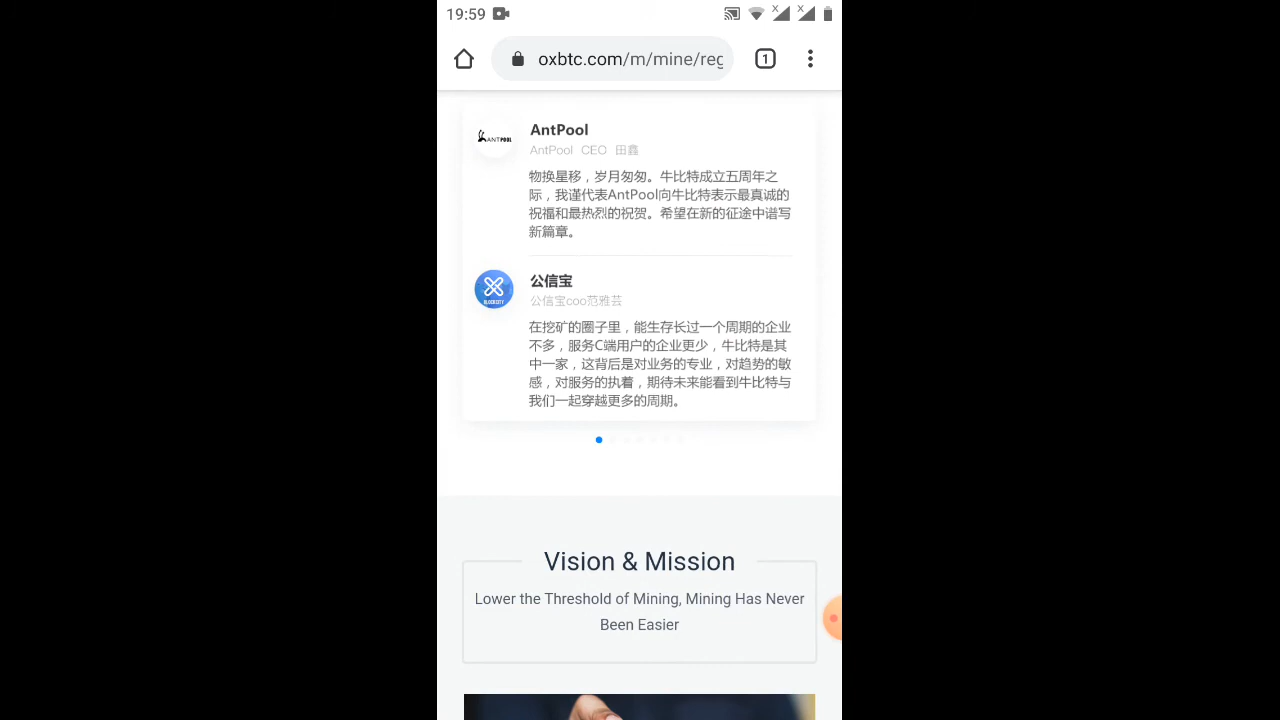 19:59
oxbtc.com/m/mine/reg
1
ANTPOOL
AntPool
AntPool CEO 田鑫
物换星移，岁月匆匆。牛比特成立五周年之
际，我谨代表AntPool向牛比特表示最真诚的
祝福和最热烈的祝贺。希望在新的征途中谱写
新篇章。
BLOCKCITY
公信宝
公信宝coo范雅芸
在挖矿的圈子里，能生存长过一个周期的企业
不多，服务C端用户的企业更少，牛比特是其
中一家，这背后是对业务的专业，对趋势的敏
感，对服务的执着，期待未来能看到牛比特与
我们一起穿越更多的周期。
Vision & Mission
Lower the Threshold of Mining, Mining Has Never
Been Easier